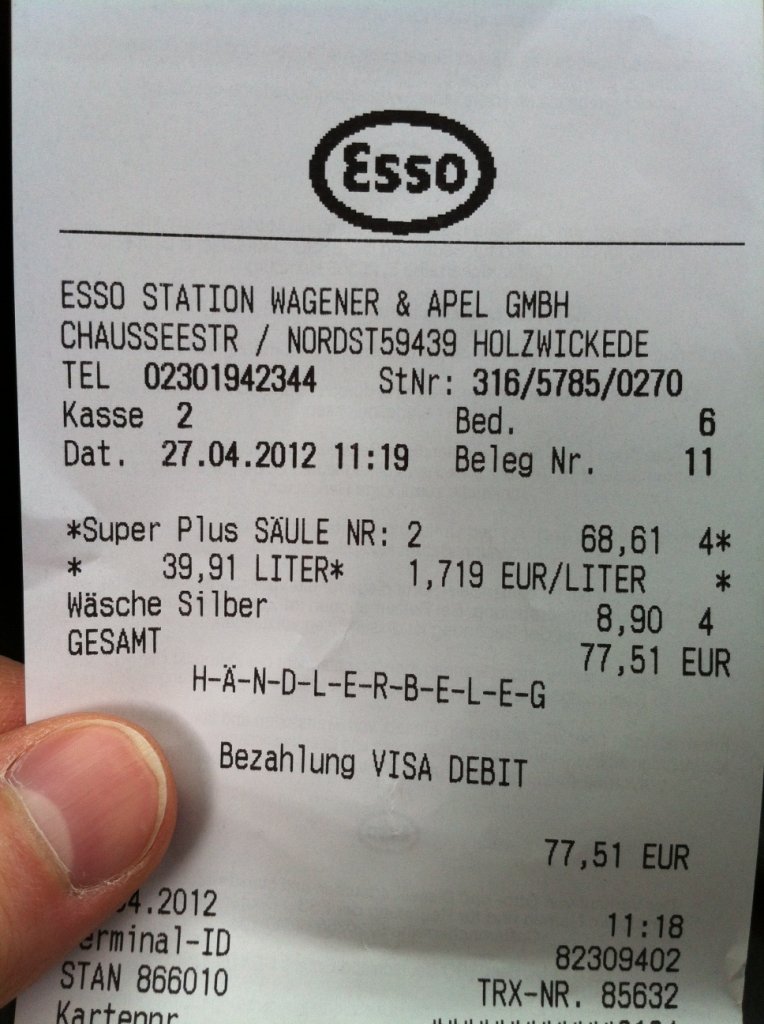 Esso
ESSO STATION WAGENER & APEL GMBH
CHAUSSEESTR / NORDST59439 HOLZWICKEDE
TEL 02301942344 StNr: 316/5785/0270
Kasse 2 Bed. 6
Dat. 27.04.2012 11:19 Beleg Nr. 11
*Super Plus SÄULE NR: 2 68,61 4*
* 39,91 LITER* 1,719 EUR/LITER *
Wäsche Silber 8,90 4
GESAMT 77,51 EUR
H-Ä-N-D-L-E-R-B-E-L-E-G
Bezahlung VISA DEBIT
77,51 EUR
4.2012 11:18
erminal-ID 82309402
STAN 866010 TRX-NR. 85632
Kartennr